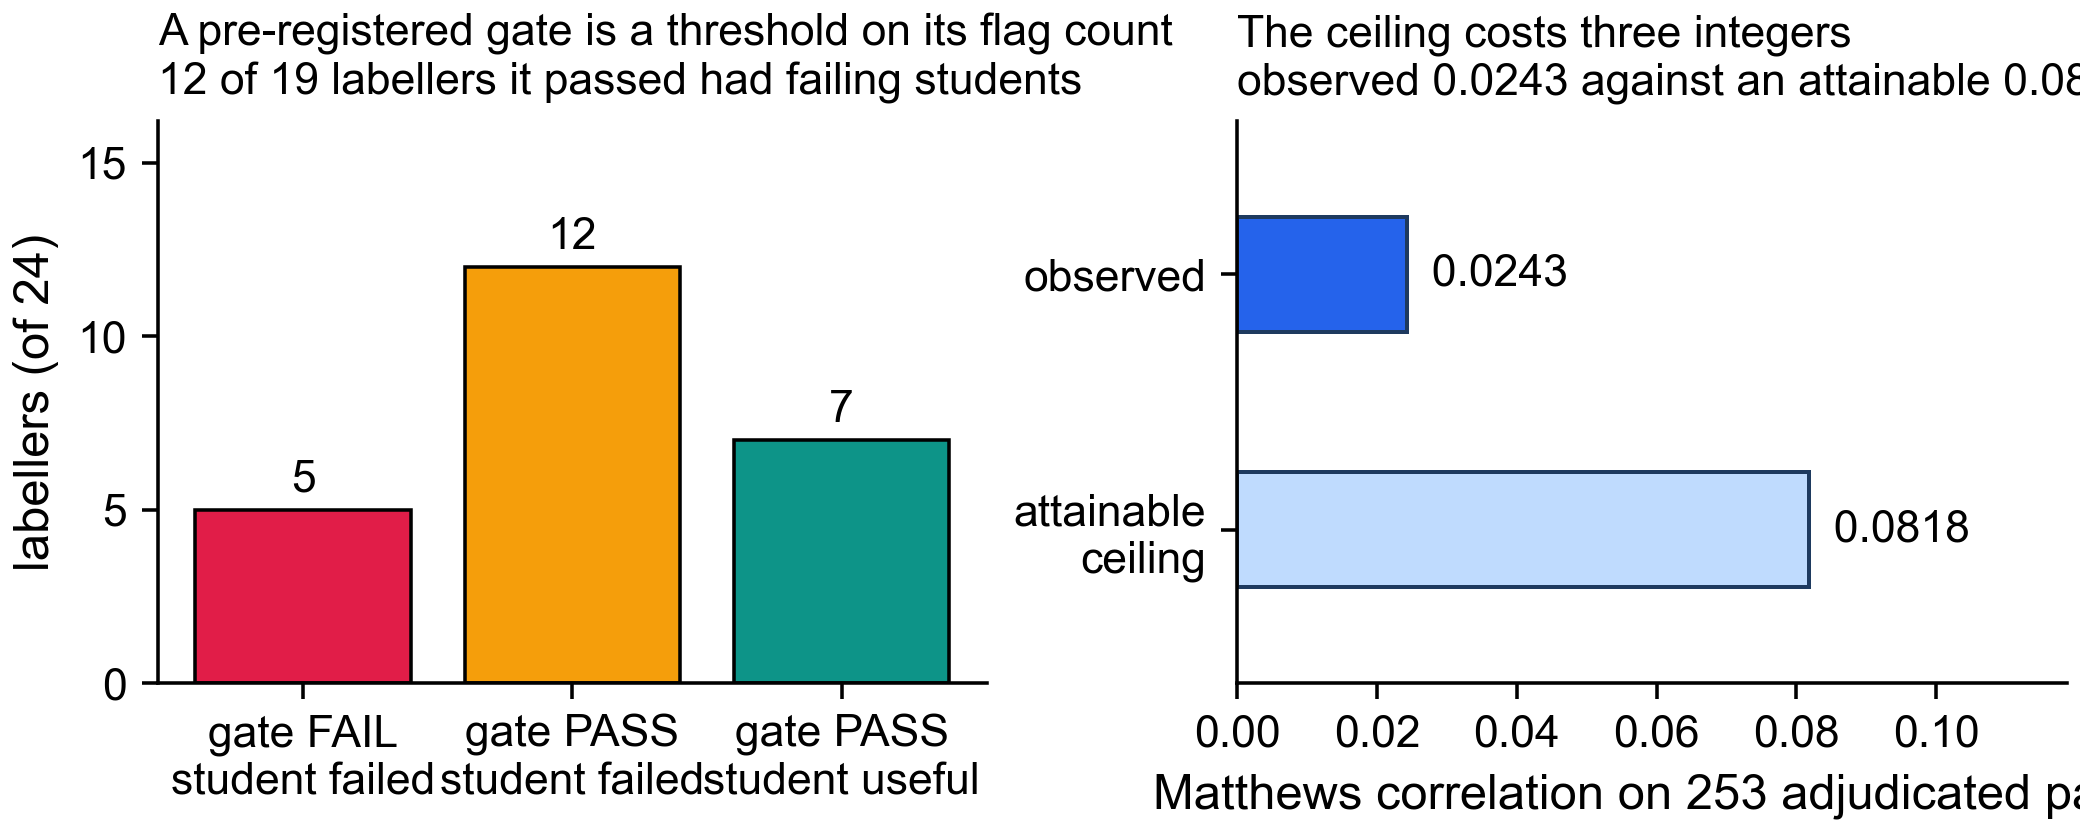 A pre-registered gate is a threshold on its flag count
12 of 19 labellers it passed had failing students
labellers (of 24)
15
10
5
0
5
12
7
gate FAIL
student failed
gate PASS
student failed
gate PASS
student useful
The ceiling costs three integers
observed 0.0243 against an attainable 0.08
observed
0.0243
attainable
ceiling
0.0818
0.00 0.02 0.04 0.06 0.08 0.10
Matthews correlation on 253 adjudicated